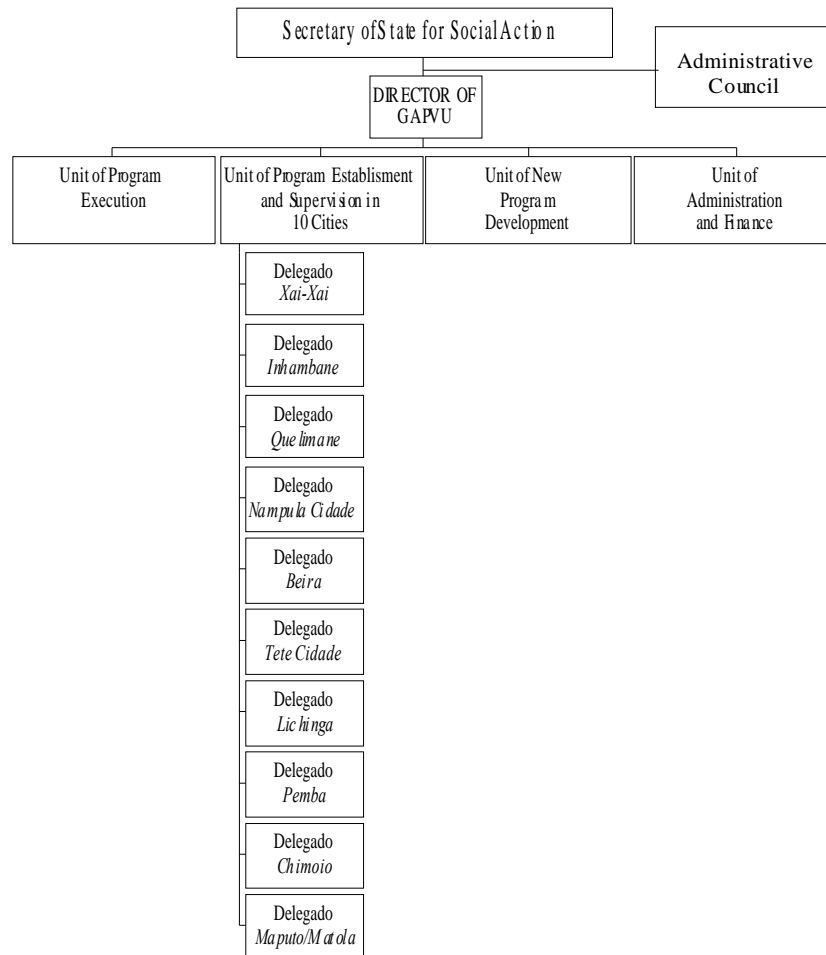 Secretary of State for Social Action
Administrative
Council
DIRECTOR OF
GAPVU
Unit of Program
Execution
Unit of Program Establisment
and Supervision in
10 Cities
Unit of New
Program
Development
Unit of
Administration
and Finance
Delegado
Xai-Xai
Delegado
Inhambane
Delegado
Quelimane
Delegado
Nampula Cidade
Delegado
Beira
Delegado
Tete Cidade
Delegado
Lichinga
Delegado
Pemba
Delegado
Chimoio
Delegado
Maputo/Matola